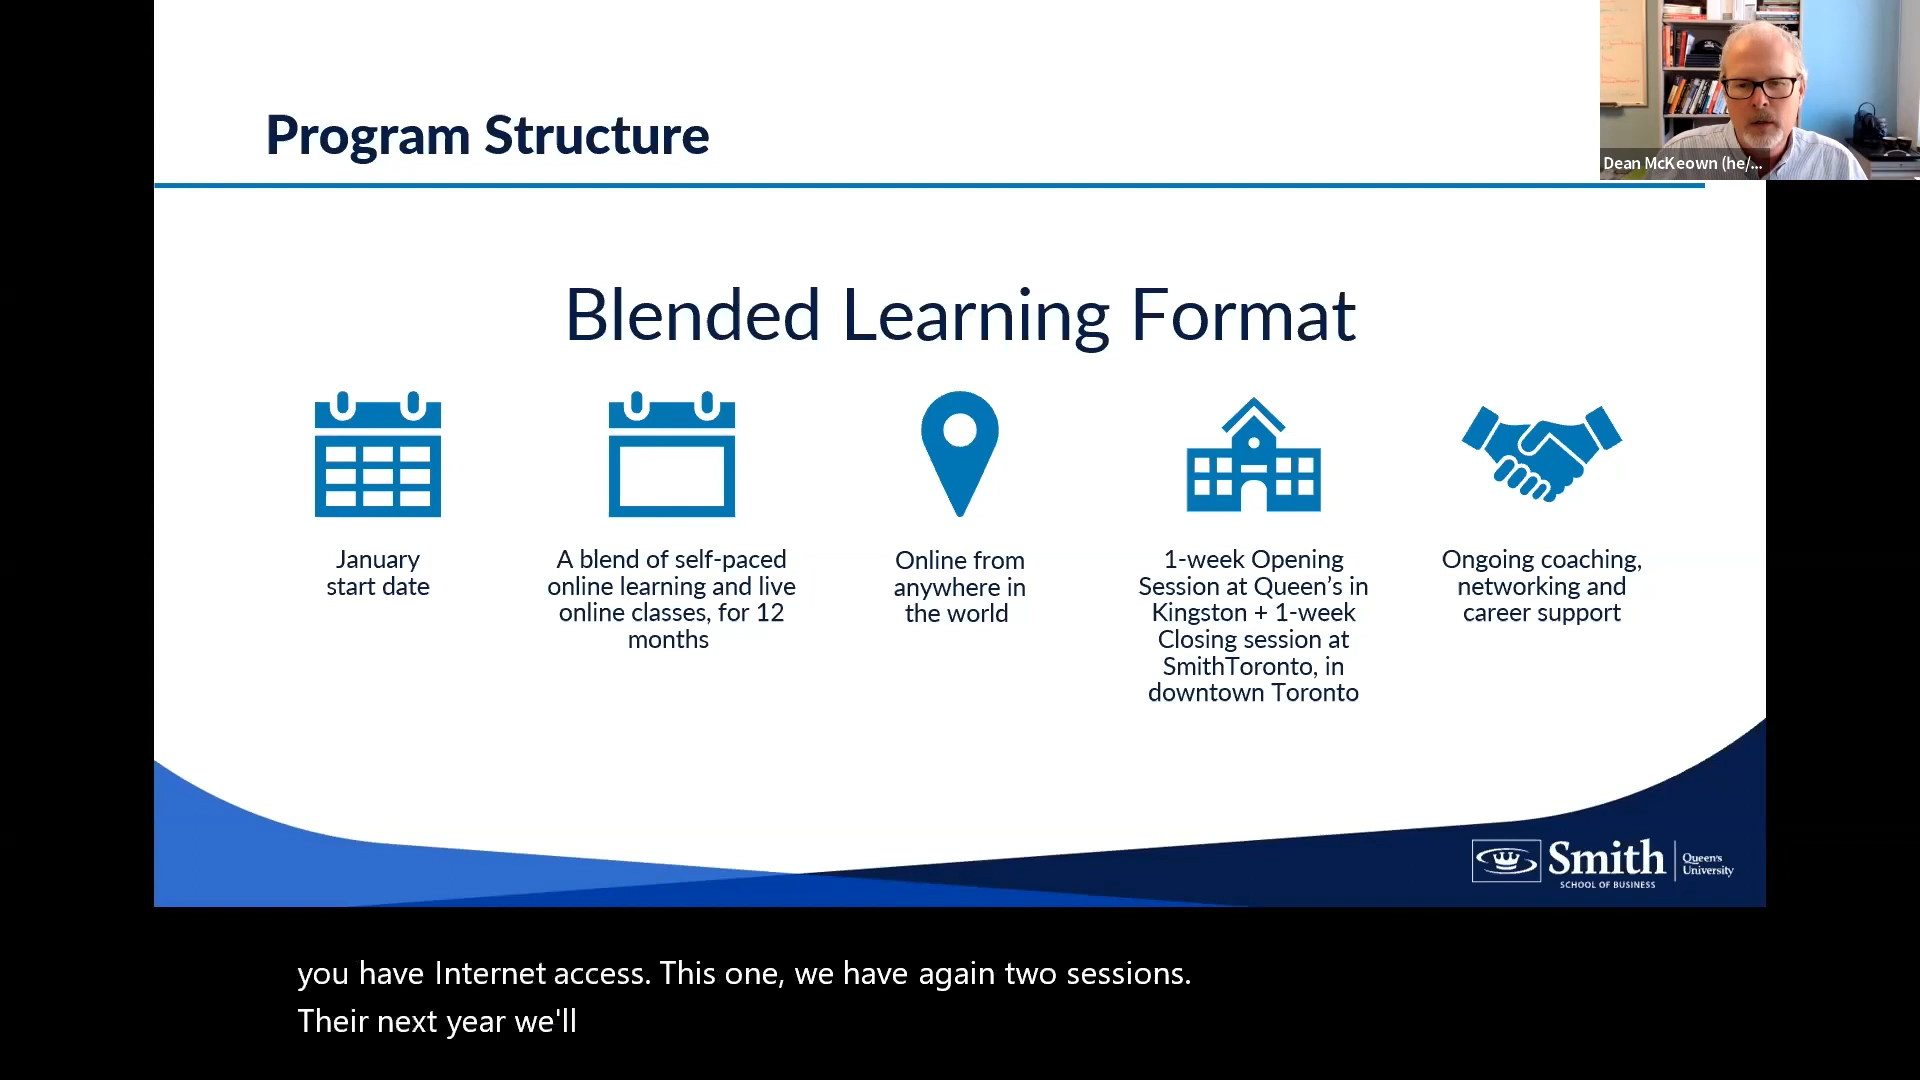 Program Structure
Dean McKeown (he/...
Blended Learning Format
January
start date
A blend of self-paced
online learning and live
online classes, for 12
months
Online from
anywhere in
the world
1-week Opening
Session at Queen's in
Kingston + 1-week
Closing session at
SmithToronto, in
downtown Toronto
Ongoing coaching,
networking and
career support
Smith
SCHOOL OF BUSINESS
Queen's
University
you have Internet access. This one, we have again two sessions.
Their next year we'll